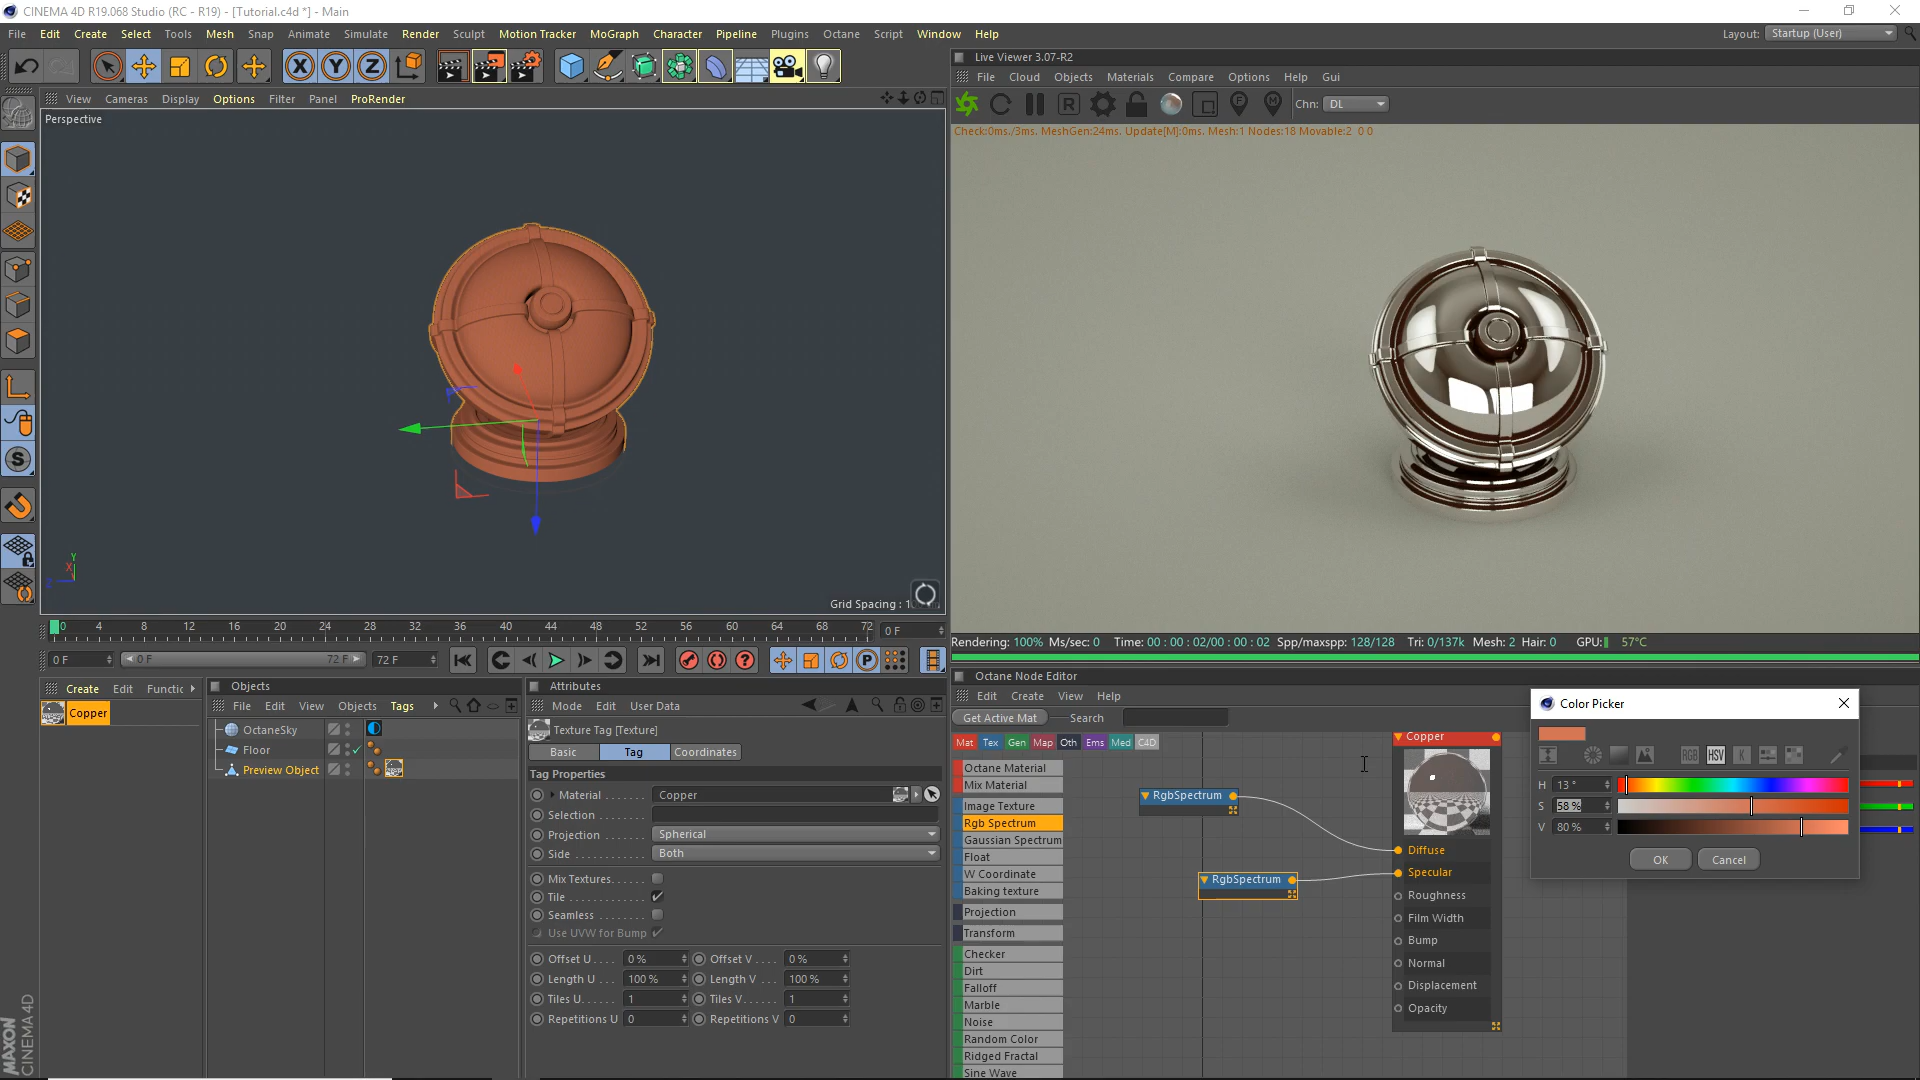 CINEMA 4D R19.068 Studio (RC - R19) - [Tutorial.c4d *] - Main
File Edit Create Select Tools Mesh Snap Animate Simulate Render Sculpt Motion Tracker MoGraph Character Pipeline Plugins Octane Script Window Help
Layout: Startup (User)
X Y Z
View Cameras Display Options Filter Panel ProRender
Perspective
Y
X
Z
Grid Spacing : 1
Live Viewer 3.07-R2
File Cloud Objects Materials Compare Options Help Gui
R
M
Chn: DL
Check:0ms./3ms. MeshGen:24ms. Update[M]:0ms. Mesh:1 Nodes:18 Movable:2 0 0
Rendering: 100% Ms/sec: 0 Time: 00 : 00 : 02/00 : 00 : 02 Spp/maxspp: 128/128 Tri: 0/137k Mesh: 2 Hair: 0 GPU: 57°C
0 4 8 12 16 20 24 28 32 36 40 44 48 52 56 60 64 68 72
0 F
0 F 0 F 72 F 72 F
P
S
Create Edit Functic
Copper
Objects
File Edit View Objects Tags
OctaneSky
Floor
Preview Object
Attributes
Mode Edit User Data
Texture Tag [Texture]
Basic Tag Coordinates
Tag Properties
Material ....... Copper
Selection .......
Projection ..... Spherical
Side ............ Both
Mix Textures.....
Tile ............
Seamless .......
Use UVW for Bump
Offset U.... 0 % Offset V .... 0 %
Length U ... 100 % Length V ... 100 %
Tiles U...... 1 Tiles V...... 1
Repetitions U 0 Repetitions V 0
Octane Node Editor
Edit Create View Help
Get Active Mat Search
Mat Tex Gen Map Oth Ems Med C4D
Octane Material
Mix Material
Image Texture
Rgb Spectrum
Gaussian Spectrum
Float
W Coordinate
Baking texture
Projection
Transform
Checker
Dirt
Falloff
Marble
Noise
Random Color
Ridged Fractal
Sine Wave
RgbSpectrum
RgbSpectrum
Copper
Diffuse
Specular
Roughness
Film Width
Bump
Normal
Displacement
Opacity
Color Picker
RGB HSV K
H 13 °
S 58 %
V 80 %
OK Cancel
MAXON
CINEMA 4D